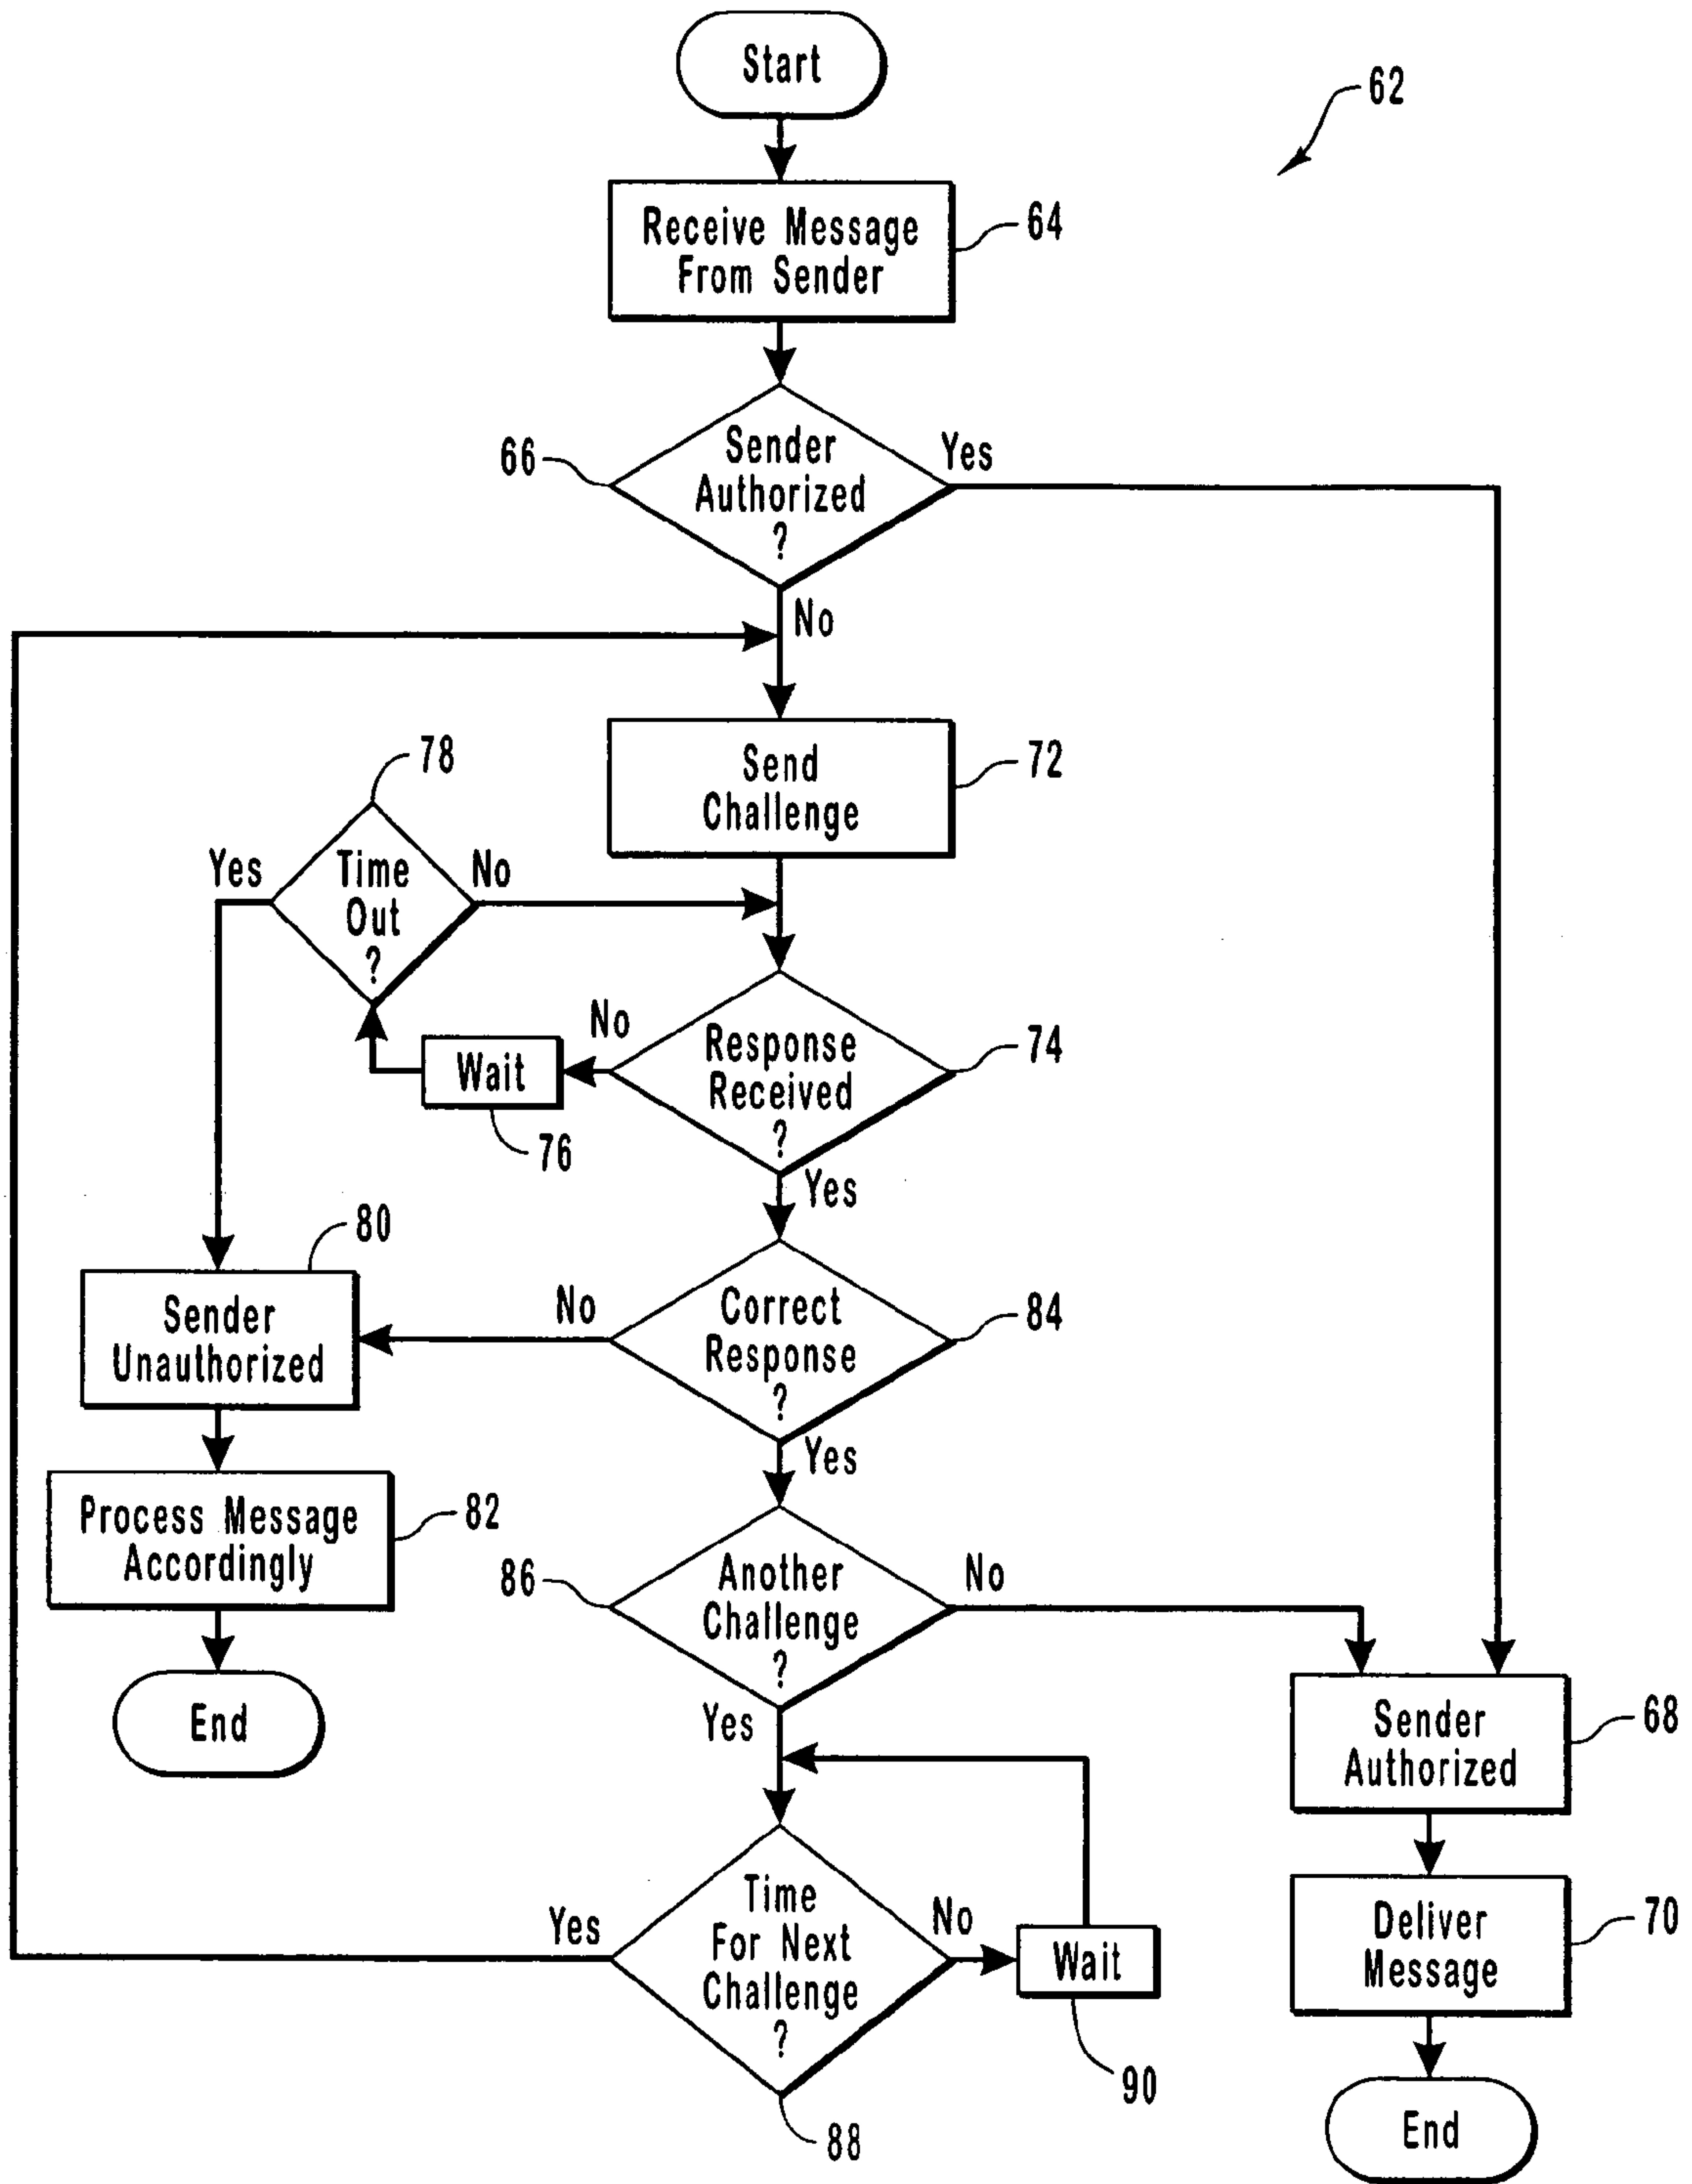 Start
62
Receive Message
From Sender
64
66
Sender
Authorized
?
Yes
No
Send
Challenge
72
78
Yes
Time
Out
?
No
No
Wait
76
Response
Received
?
74
Yes
80
Sender
Unauthorized
No
Correct
Response
?
84
Yes
Process Message
Accordingly
82
End
86
Another
Challenge
?
No
Yes
Sender
Authorized
68
Yes
Time
For Next
Challenge
?
No
Wait
90
88
Deliver
Message
70
End